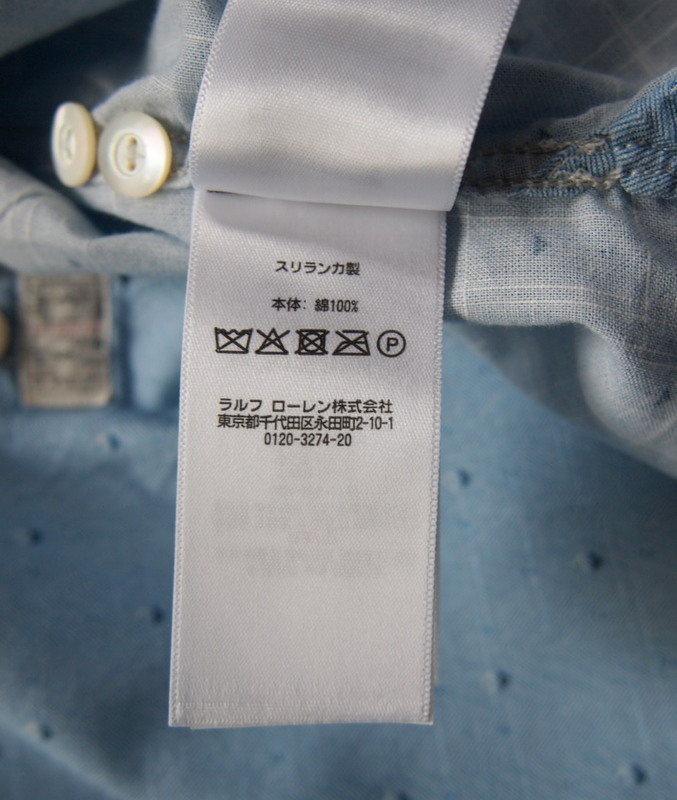 スリランカ製
本体: 綿100%
P
ラルフ ローレン株式会社
東京都千代田区永田町2-10-1
0120-3274-20